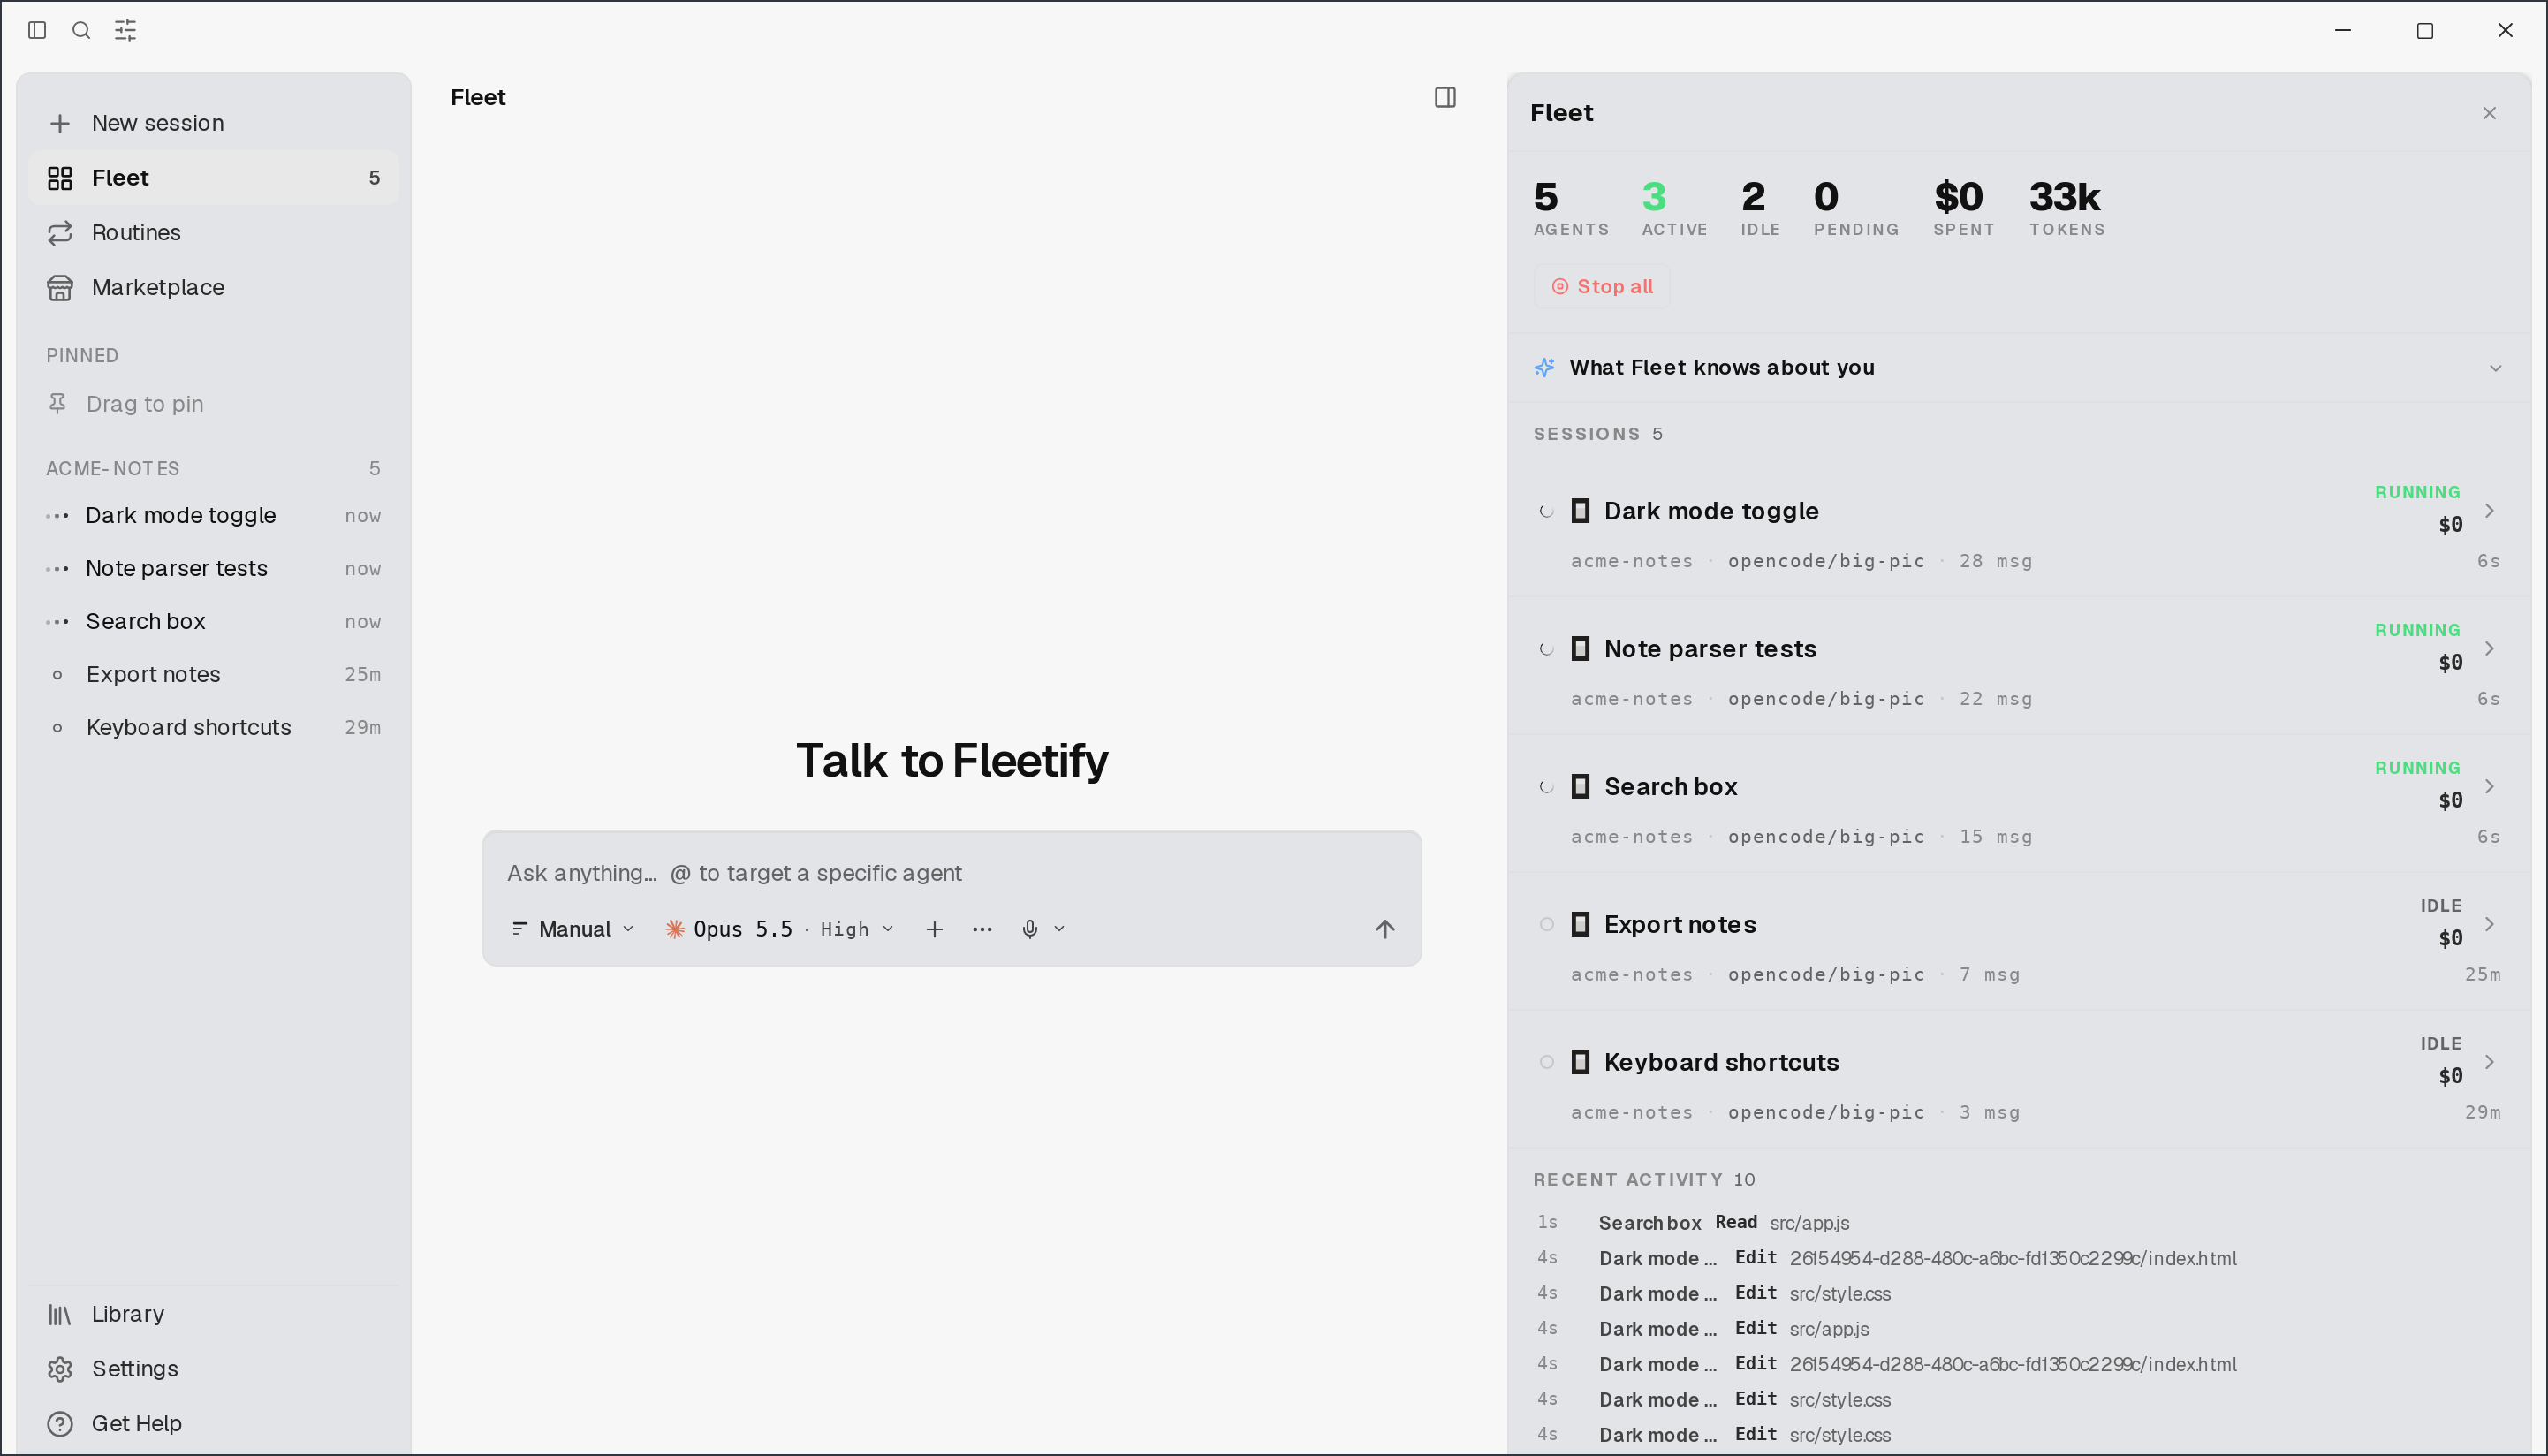 New session
Fleet 5
Routines
Marketplace
PINNED
Drag to pin
ACME-NOTES 5
Dark mode toggle now
Note parser tests now
Search box now
Export notes 25m
Keyboard shortcuts 29m
Library
Settings
Get Help
Fleet
Talk to Fleetify
Ask anything... @ to target a specific agent
Manual Opus 5.5 · High
Fleet
5 3 2 0 $0 33k
AGENTS ACTIVE IDLE PENDING SPENT TOKENS
Stop all
What Fleet knows about you
SESSIONS 5
RUNNING
Dark mode toggle
$0
acme-notes · opencode/big-pic · 28 msg 6s
RUNNING
Note parser tests
$0
acme-notes · opencode/big-pic · 22 msg 6s
RUNNING
Search box
$0
acme-notes · opencode/big-pic · 15 msg 6s
IDLE
Export notes
$0
acme-notes · opencode/big-pic · 7 msg 25m
IDLE
Keyboard shortcuts
$0
acme-notes · opencode/big-pic · 3 msg 29m
RECENT ACTIVITY 10
1s Search box Read src/app.js
4s Dark mode ... Edit 26154954-d288-480c-a6bc-fd1350c2299c/index.html
4s Dark mode ... Edit src/style.css
4s Dark mode ... Edit src/app.js
4s Dark mode ... Edit 26154954-d288-480c-a6bc-fd1350c2299c/index.html
4s Dark mode ... Edit src/style.css
4s Dark mode ... Edit src/style.css